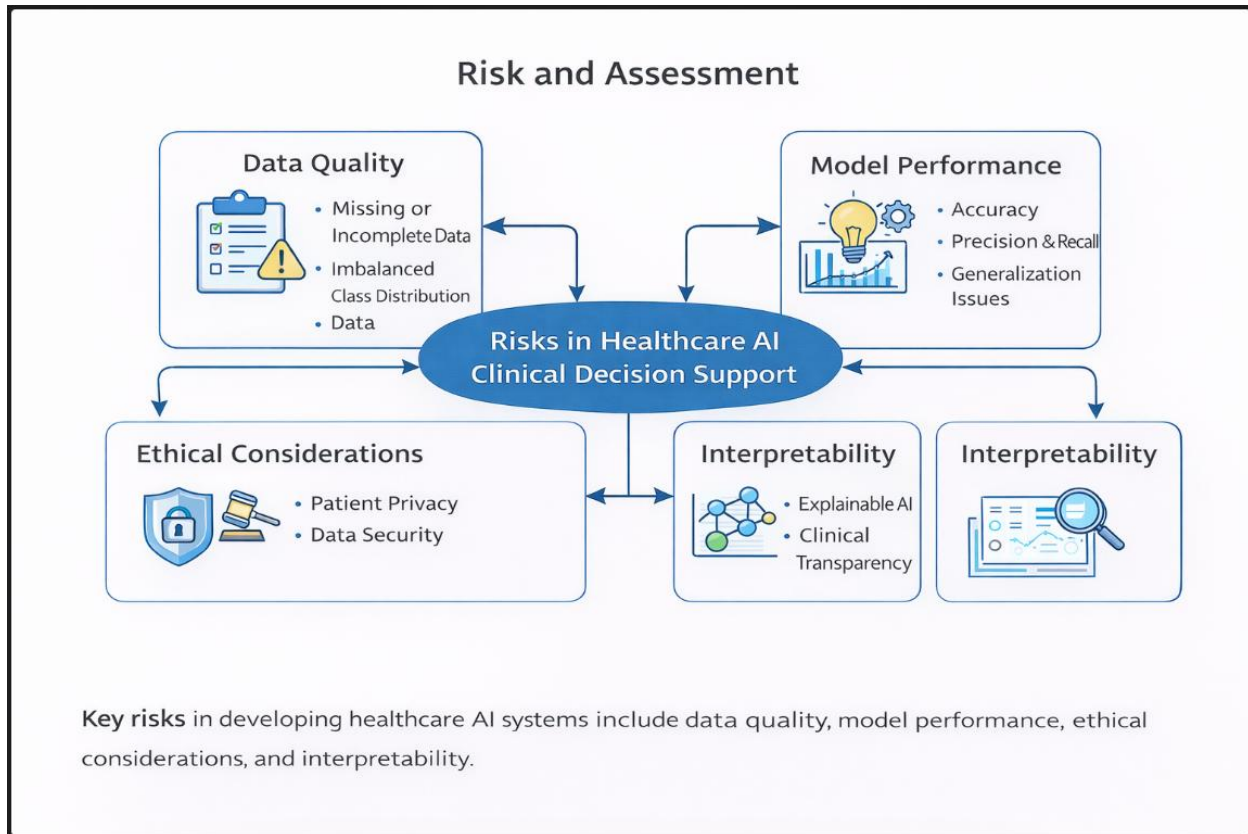 Risk and Assessment
Data Quality
• Missing or
Incomplete Data
• Imbalanced
Class Distribution
• Data
Model Performance
• Accuracy
• Precision & Recall
• Generalization
Issues
Risks in Healthcare AI
Clinical Decision Support
Ethical Considerations
• Patient Privacy
• Data Security
Interpretability
• Explainable AI
• Clinical
Transparency
Interpretability
Key risks in developing healthcare AI systems include data quality, model performance, ethical
considerations, and interpretability.